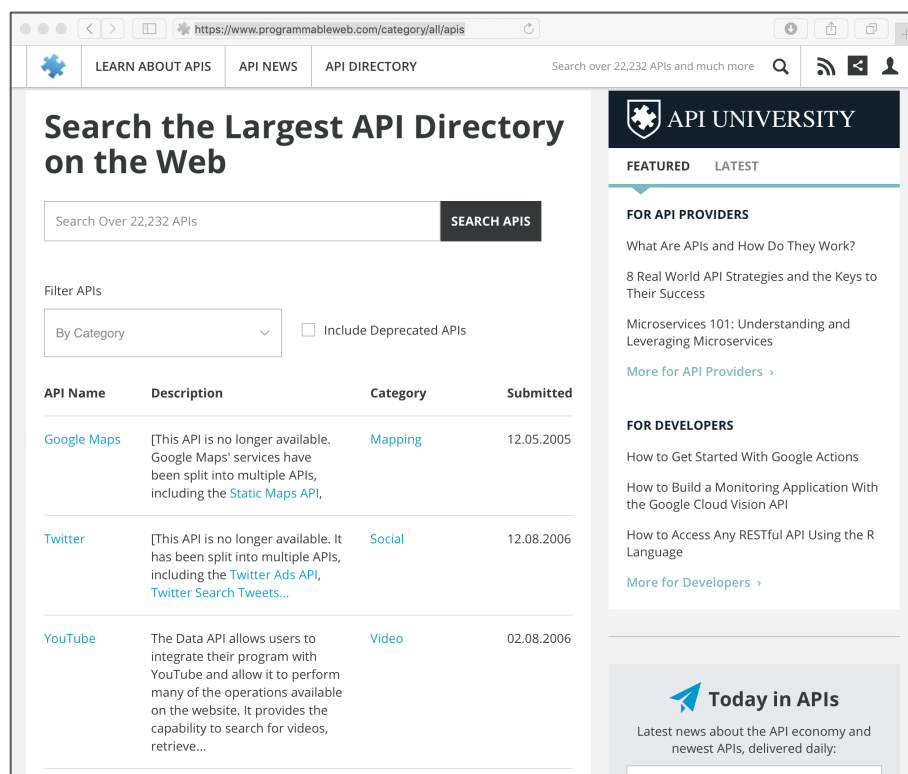 https://www.programmableweb.com/category/all/apis
LEARN ABOUT APIS
API NEWS
API DIRECTORY
Search over 22,232 APIs and much more
Search the Largest API Directory
on the Web
Search Over 22,232 APIs
SEARCH APIS
Filter APIs
By Category
Include Deprecated APIs
API Name Description Category Submitted
Google Maps [This API is no longer available. Mapping 12.05.2005
Google Maps' services have
been split into multiple APIs,
including the Static Maps API,
Twitter [This API is no longer available. It Social 12.08.2006
has been split into multiple APIs,
including the Twitter Ads API,
Twitter Search Tweets...
YouTube The Data API allows users to Video 02.08.2006
integrate their program with
YouTube and allow it to perform
many of the operations available
on the website. It provides the
capability to search for videos,
retrieve...
API UNIVERSITY
FEATURED LATEST
FOR API PROVIDERS
What Are APIs and How Do They Work?
8 Real World API Strategies and the Keys to
Their Success
Microservices 101: Understanding and
Leveraging Microservices
More for API Providers ›
FOR DEVELOPERS
How to Get Started With Google Actions
How to Build a Monitoring Application With
the Google Cloud Vision API
How to Access Any RESTful API Using the R
Language
More for Developers ›
Today in APIs
Latest news about the API economy and
newest APIs, delivered daily: